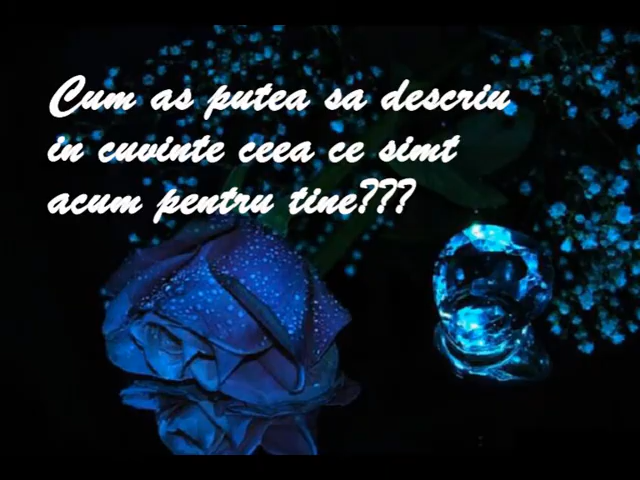 Cum as putea sa descriu
in cuvinte ceea ce simt
acum pentru tine???